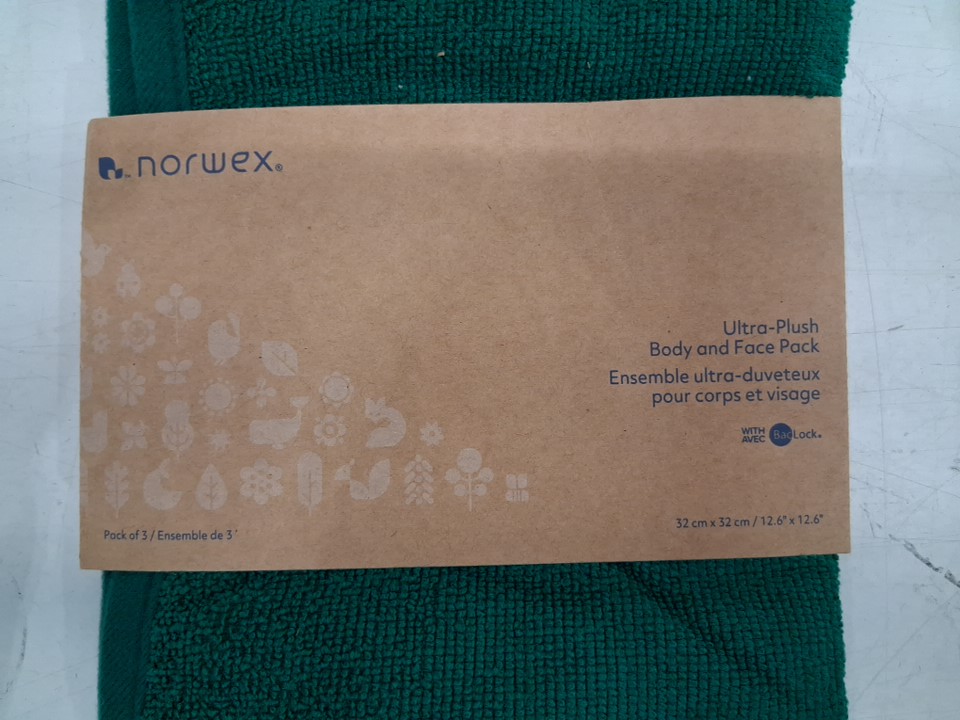 norwex®
Ultra-Plush
Body and Face Pack
Ensemble ultra-duveteux
pour corps et visage
WITH
AVEC
BacLock®
Pack of 3 / Ensemble de 3
32 cm x 32 cm / 12.6" x 12.6"